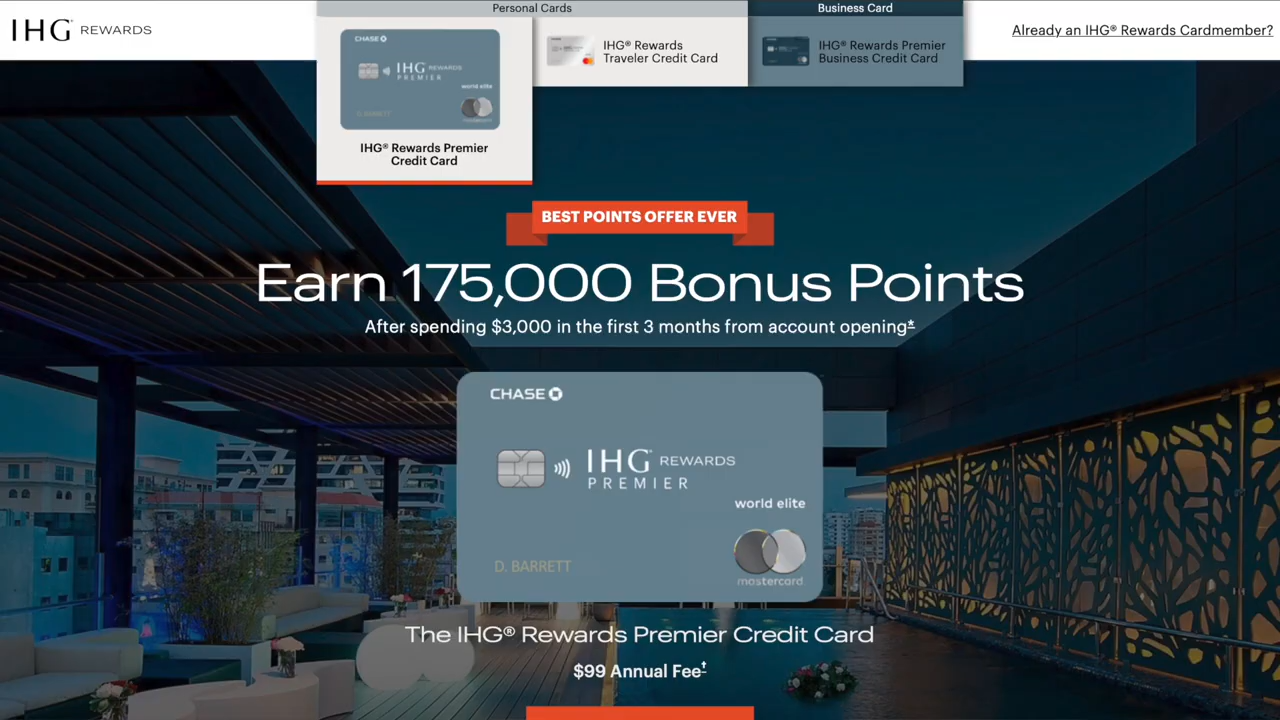 IHG® REWARDS
Personal Cards
Business Card
Already an IHG® Rewards Cardmember?
CHASE
IHG® REWARDS
PREMIER
world elite
D. BARRETT
mastercard
IHG® Rewards Premier
Credit Card
IHG® Rewards
Traveler Credit Card
IHG® Rewards Premier
Business Credit Card
BEST POINTS OFFER EVER
Earn 175,000 Bonus Points
After spending $3,000 in the first 3 months from account opening*
CHASE
IHG® REWARDS
PREMIER
world elite
D. BARRETT
mastercard
The IHG® Rewards Premier Credit Card
$99 Annual Fee†